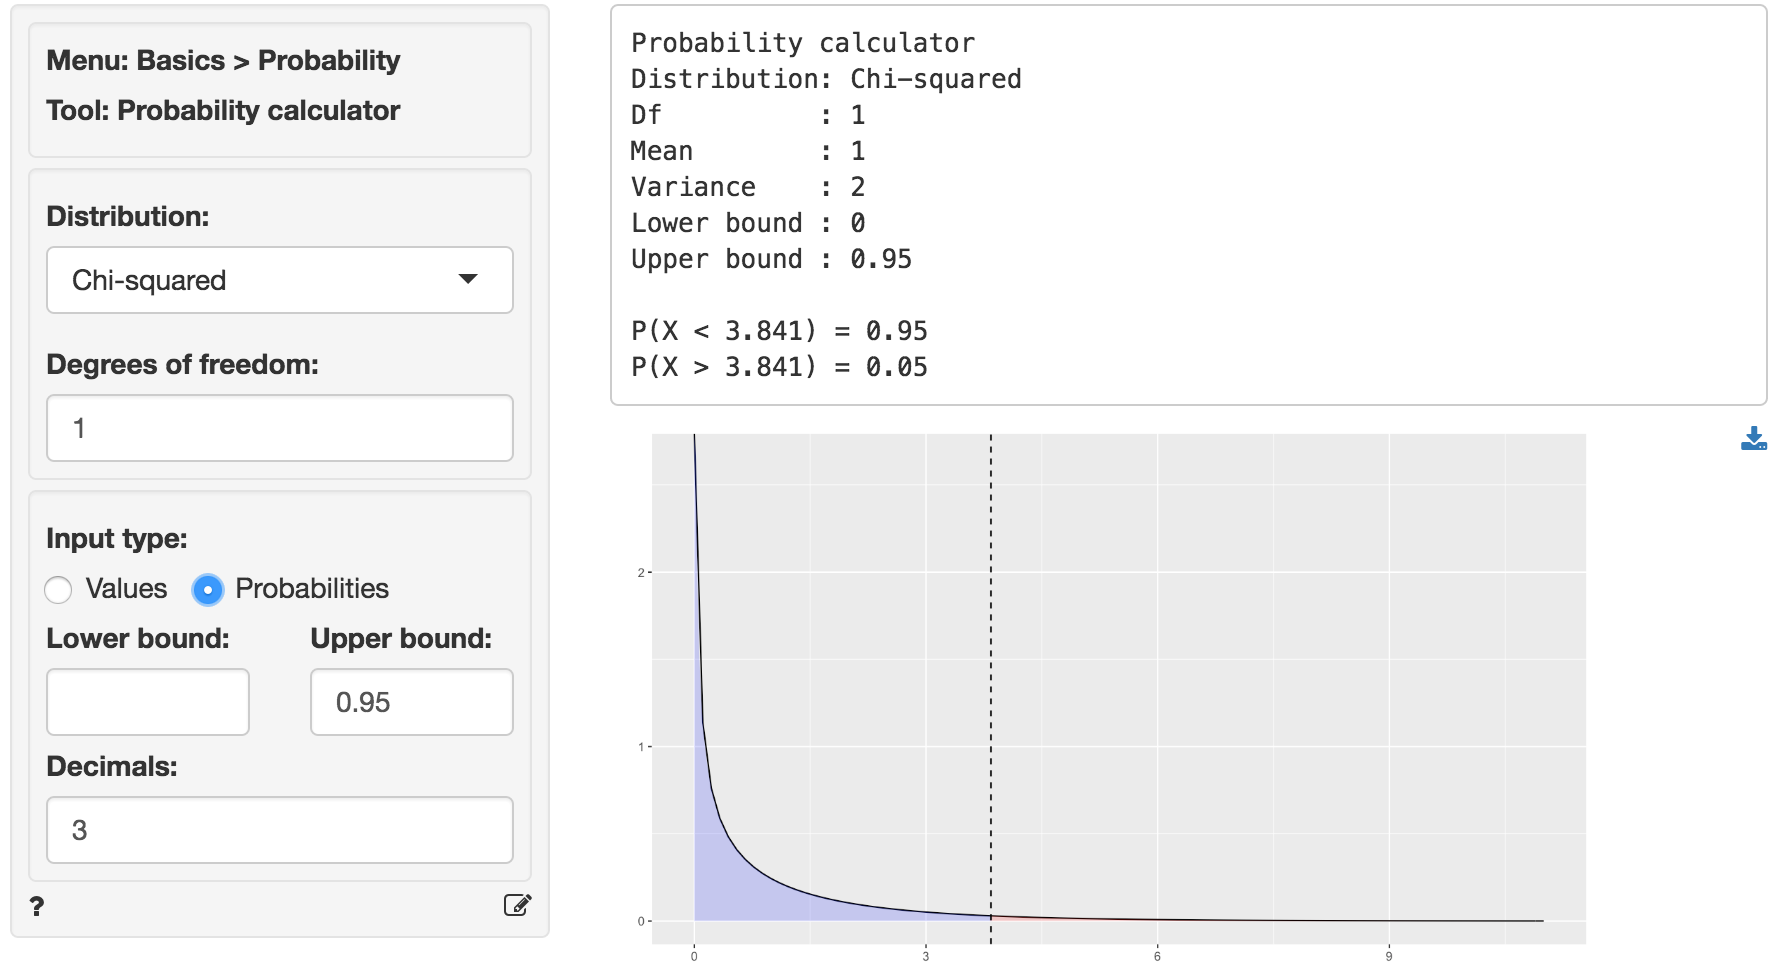 Menu: Basics > Probability
Tool: Probability calculator
Distribution:
Chi-squared
Degrees of freedom:
1
Input type:
Values Probabilities
Lower bound: Upper bound:
0.95
Decimals:
3
?
Probability calculator
Distribution: Chi-squared
Df : 1
Mean : 1
Variance : 2
Lower bound : 0
Upper bound : 0.95
P(X < 3.841) = 0.95
P(X > 3.841) = 0.05
2
1
0
0 3 6 9